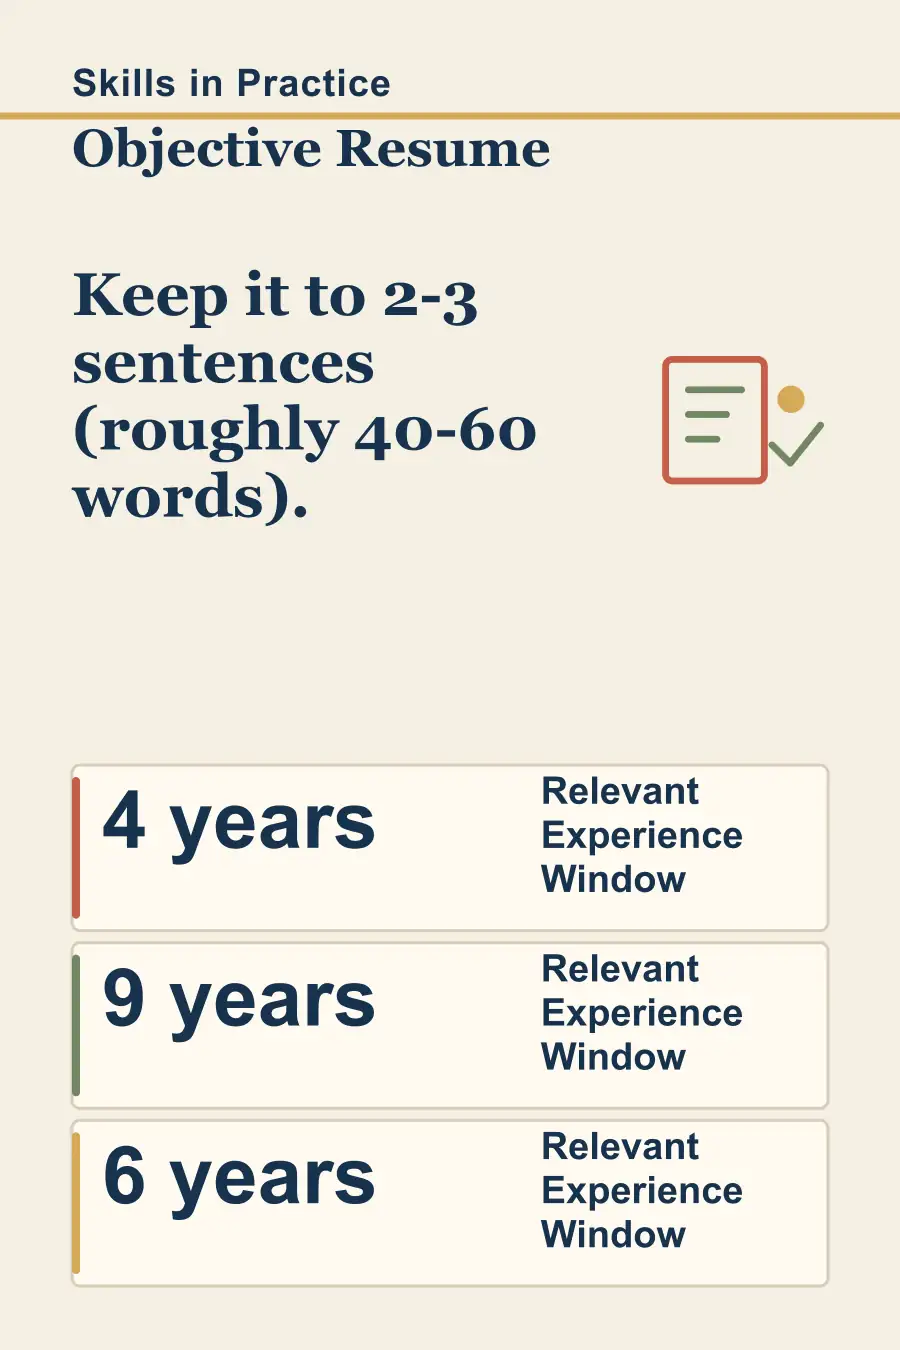 Skills in Practice
Objective Resume
Keep it to 2-3
sentences
(roughly 40-60
words).
4 years
Relevant
Experience
Window
9 years
Relevant
Experience
Window
6 years
Relevant
Experience
Window